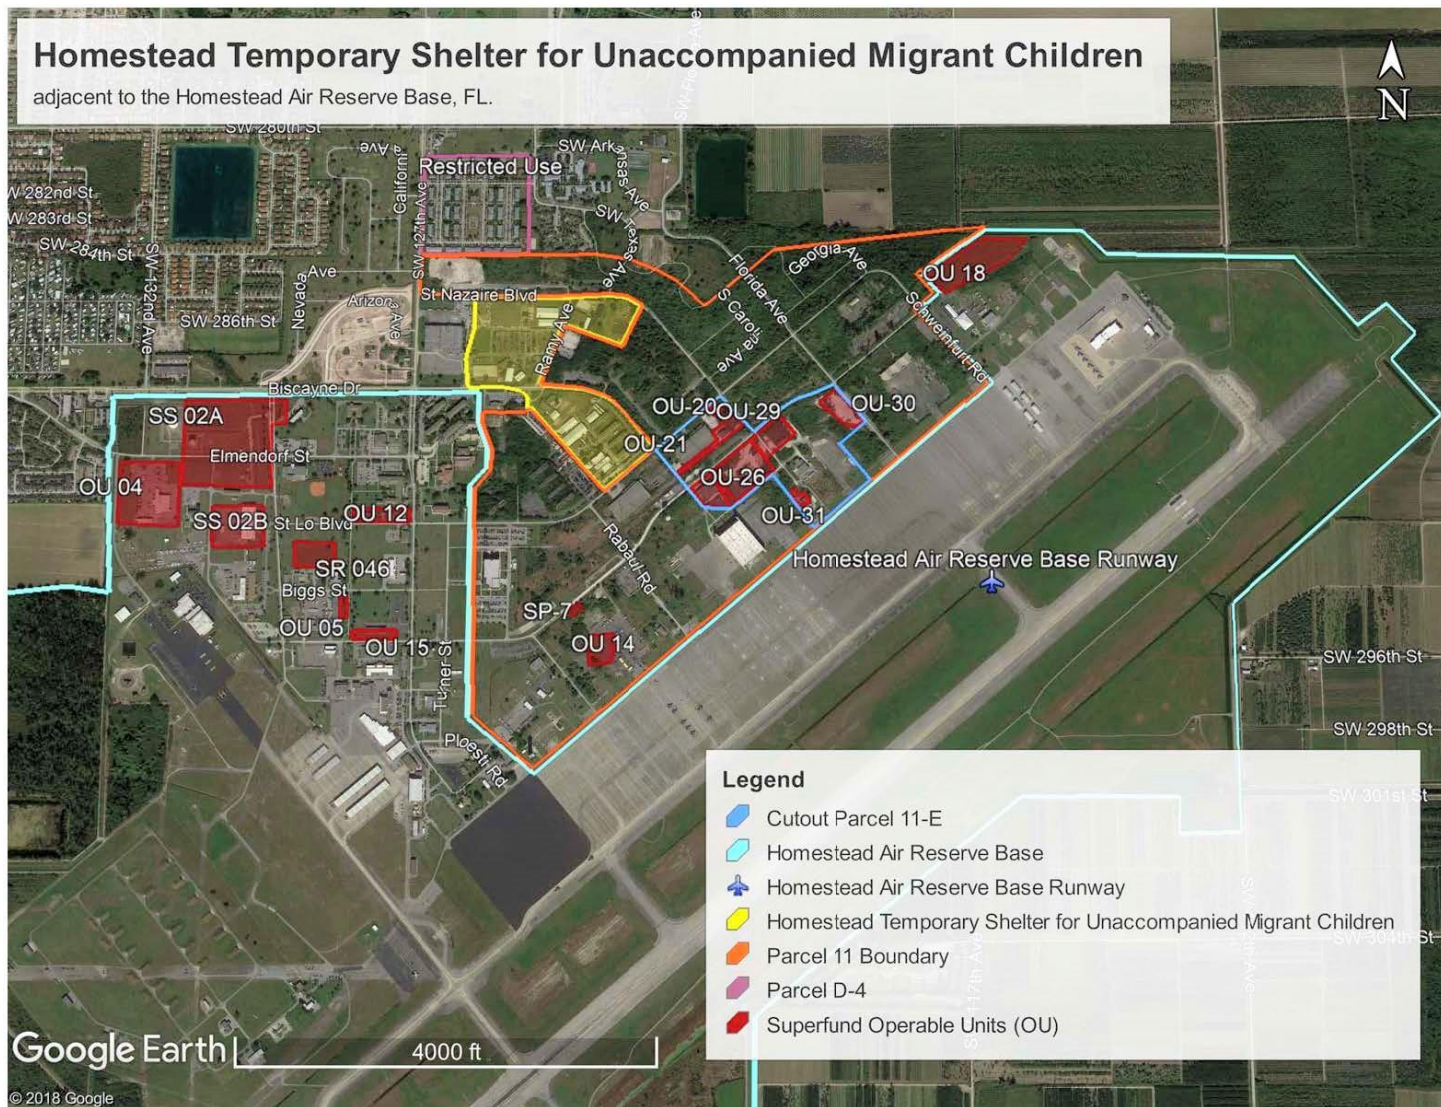 Homestead Temporary Shelter for Unaccompanied Migrant Children
adjacent to the Homestead Air Reserve Base, FL.
N
SW 280th St
Ave
California
SW Arkansas Ave
Restricted Use
SW 127th Ave
SW 282nd St
SW 283rd St
SW 284th St
SW 132nd Ave
SW Texas Ave
Florida Ave
Georgia Ave
OU 18
Nevada Ave
Arizona Ave
St Nazaire Blvd
SW 286th St
Ramy Ave
S Carolina Ave
Schweinfurt Rd
Biscayne Dr
SS 02A
OU-20
OU-29
OU-30
OU-21
Elmendorf St
OU 04
OU-26
SS 02B
St Lo Blvd
OU 12
OU-31
SR 046
Rabaul Rd
Homestead Air Reserve Base Runway
Biggs St
OU 05
SP-7
OU 15
OU 14
Turner St
SW 296th St
Ploesti Rd
SW 298th St
Legend
Cutout Parcel 11-E
SW 301st St
Homestead Air Reserve Base
Homestead Air Reserve Base Runway
Homestead Temporary Shelter for Unaccompanied Migrant Children
SW 304th St
Parcel 11 Boundary
Parcel D-4
Superfund Operable Units (OU)
Google Earth
4000 ft
© 2018 Google